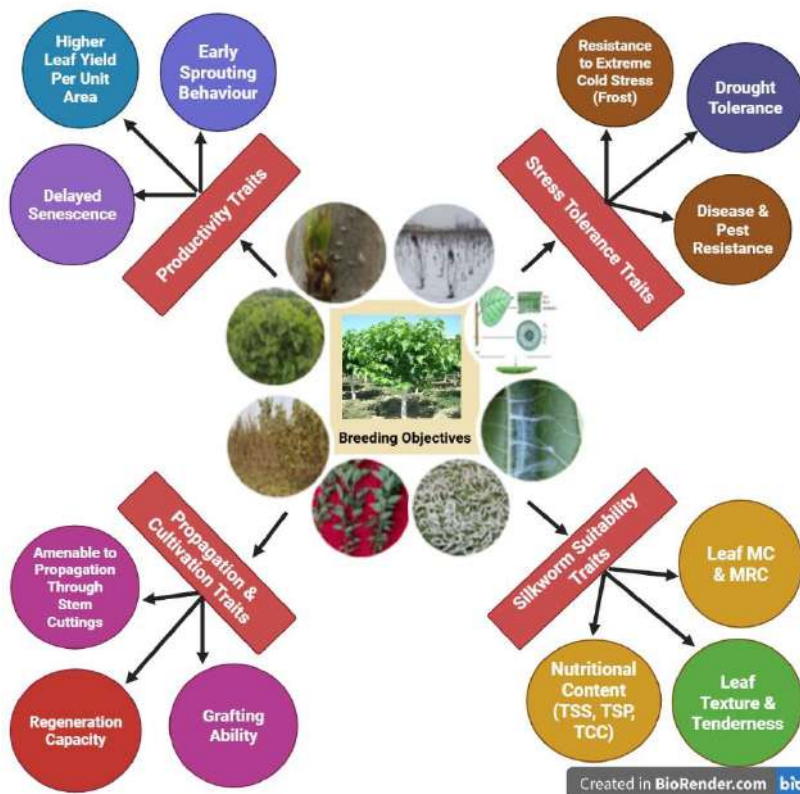 Higher
Leaf Yield
Per Unit
Area
Early
Sprouting
Behaviour
Delayed
Senescence
Productivity Traits
Resistance
to Extreme
Cold Stress
(Frost)
Drought
Tolerance
Disease &
Pest
Resistance
Stress Tolerance Traits
Breeding Objectives
Propagation &
Cultivation Traits
Amenable to
Propagation
Through
Stem
Cuttings
Regeneration
Capacity
Grafting
Ability
Silkworm Suitability
Traits
Leaf MC
& MRC
Nutritional
Content
(TSS, TSP,
TCC)
Leaf
Texture &
Tenderness
Created in BioRender.com bio